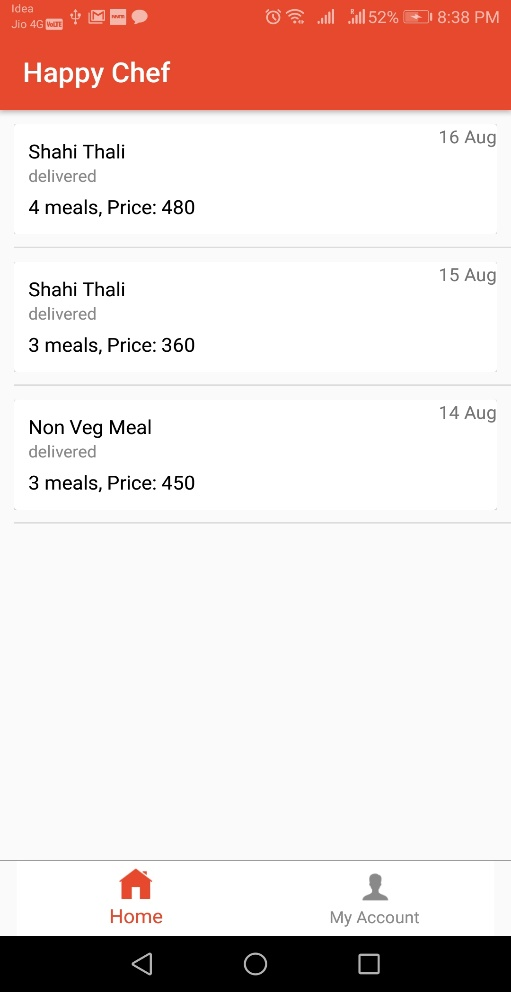 Idea
Jio 4G VoLTE
52% 8:38 PM
Happy Chef
16 Aug
Shahi Thali
delivered
4 meals, Price: 480
15 Aug
Shahi Thali
delivered
3 meals, Price: 360
14 Aug
Non Veg Meal
delivered
3 meals, Price: 450
Home
My Account